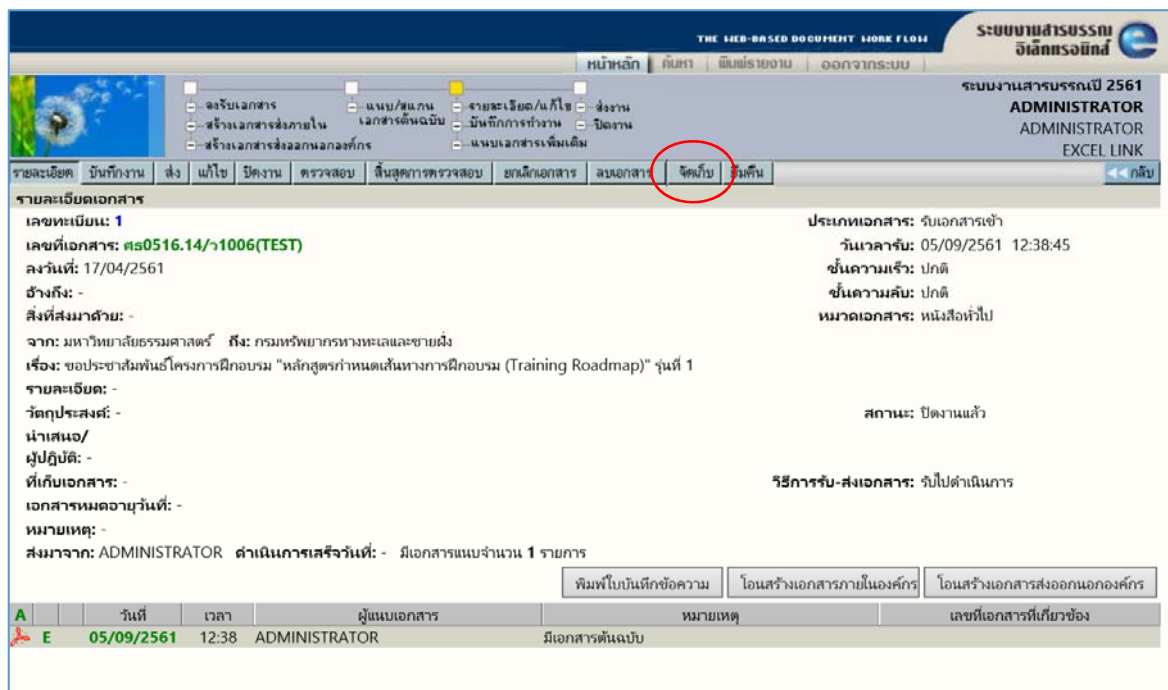 THE WEB-BASED DOCUMENT WORK FLOW
ระบบงานสารบรรณ
อิเล็กทรอนิกส์
หน้าหลัก ค้นหา พิมพ์รายงาน ออกจากระบบ
ระบบงานสารบรรณปี 2561
ADMINISTRATOR
ADMINISTRATOR
EXCEL LINK
ลงรับเอกสาร แนบ/สแกน รายละเอียด/แก้ไข ส่งงาน
สร้างเอกสารส่งภายใน เอกสารต้นฉบับ บันทึกการทำงาน ปิดงาน
สร้างเอกสารส่งออกนอกองค์กร แนบเอกสารเพิ่มเติม
รายละเอียด บันทึกงาน ส่ง แก้ไข ปิดงาน ตรวจสอบ สิ้นสุดการตรวจสอบ ยกเลิกเอกสาร ลบเอกสาร จัดเก็บ ยืมคืน << กลับ
รายละเอียดเอกสาร
เลขทะเบียน: 1 ประเภทเอกสาร: รับเอกสารเข้า
เลขที่เอกสาร: ศธ0516.14/ว1006(TEST) วันเวลารับ: 05/09/2561 12:38:45
ลงวันที่: 17/04/2561 ชั้นความเร็ว: ปกติ
อ้างถึง: - ชั้นความลับ: ปกติ
สิ่งที่ส่งมาด้วย: - หมวดเอกสาร: หนังสือทั่วไป
จาก: มหาวิทยาลัยธรรมศาสตร์ ถึง: กรมทรัพยากรทางทะเลและชายฝั่ง
เรื่อง: ขอประชาสัมพันธ์โครงการฝึกอบรม "หลักสูตรกำหนดเส้นทางการฝึกอบรม (Training Roadmap)" รุ่นที่ 1
รายละเอียด: -
วัตถุประสงค์: - สถานะ: ปิดงานแล้ว
นำเสนอ/
ผู้ปฏิบัติ: -
ที่เก็บเอกสาร: - วิธีการรับ-ส่งเอกสาร: รับไปดำเนินการ
เอกสารหมดอายุวันที่: -
หมายเหตุ: -
ส่งมาจาก: ADMINISTRATOR ดำเนินการเสร็จวันที่: - มีเอกสารแนบจำนวน 1 รายการ
พิมพ์ใบบันทึกข้อความ โอนสร้างเอกสารภายในองค์กร โอนสร้างเอกสารส่งออกนอกองค์กร
A วันที่ เวลา ผู้แนบเอกสาร หมายเหตุ เลขที่เอกสารที่เกี่ยวข้อง
E 05/09/2561 12:38 ADMINISTRATOR มีเอกสารต้นฉบับ